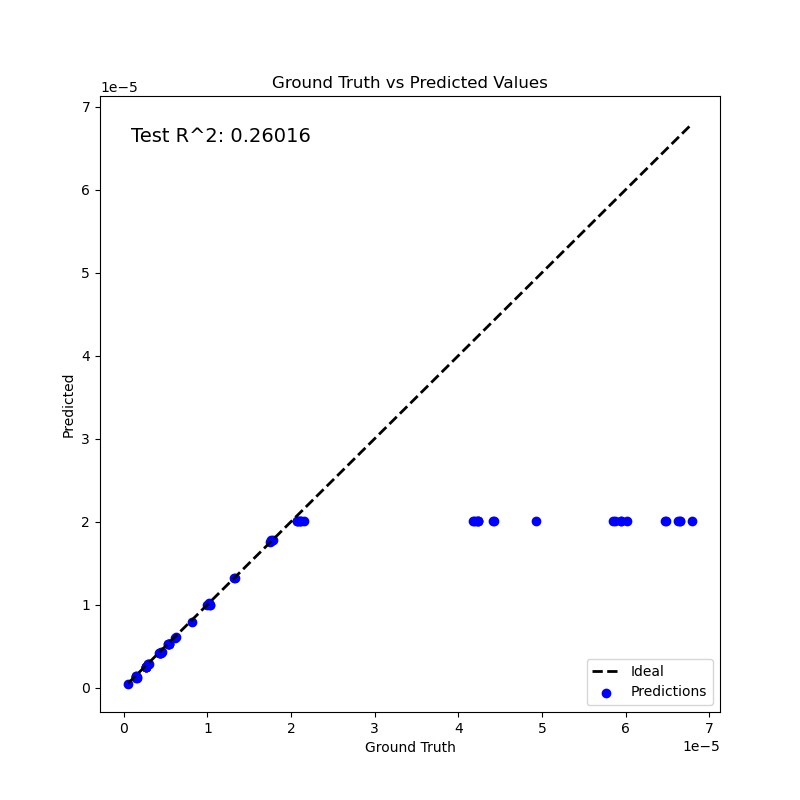 Ground Truth vs Predicted Values
1e−5
Test R^2: 0.26016
7
6
5
4
3
2
1
0
Predicted
Ideal
Predictions
0 1 2 3 4 5 6 7
1e−5
Ground Truth